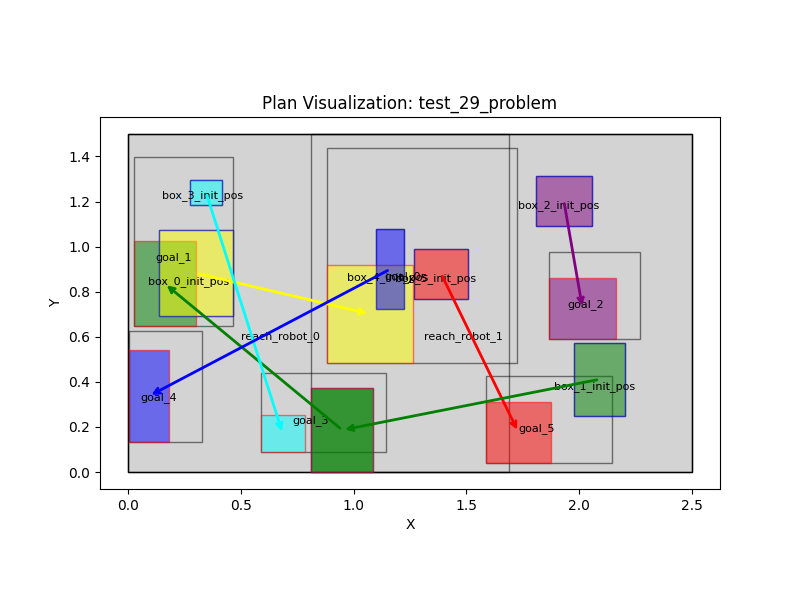 Plan Visualization: test_29_problem
1.4
1.2
1.0
0.8
0.6
0.4
0.2
0.0
Y
box_3_init_pos
box_2_init_pos
goal_1
box_0_init_pos
goal_2
reach_robot_0
reach_robot_1
goal_4
box_1_init_pos
goal_3
goal_5
0.0
0.5
1.0
1.5
2.0
2.5
X